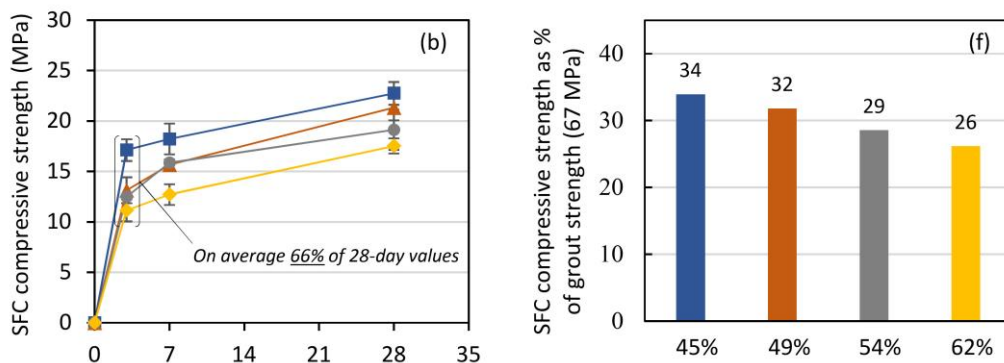 SFC compressive strength (MPa)
30
25
20
15
10
5
0
(b)
On average 66% of 28-day values
0 7 14 21 28 35
SFC compressive strength as %
of grout strength (67 MPa)
40
30
20
10
0
(f)
34
32
29
26
45% 49% 54% 62%